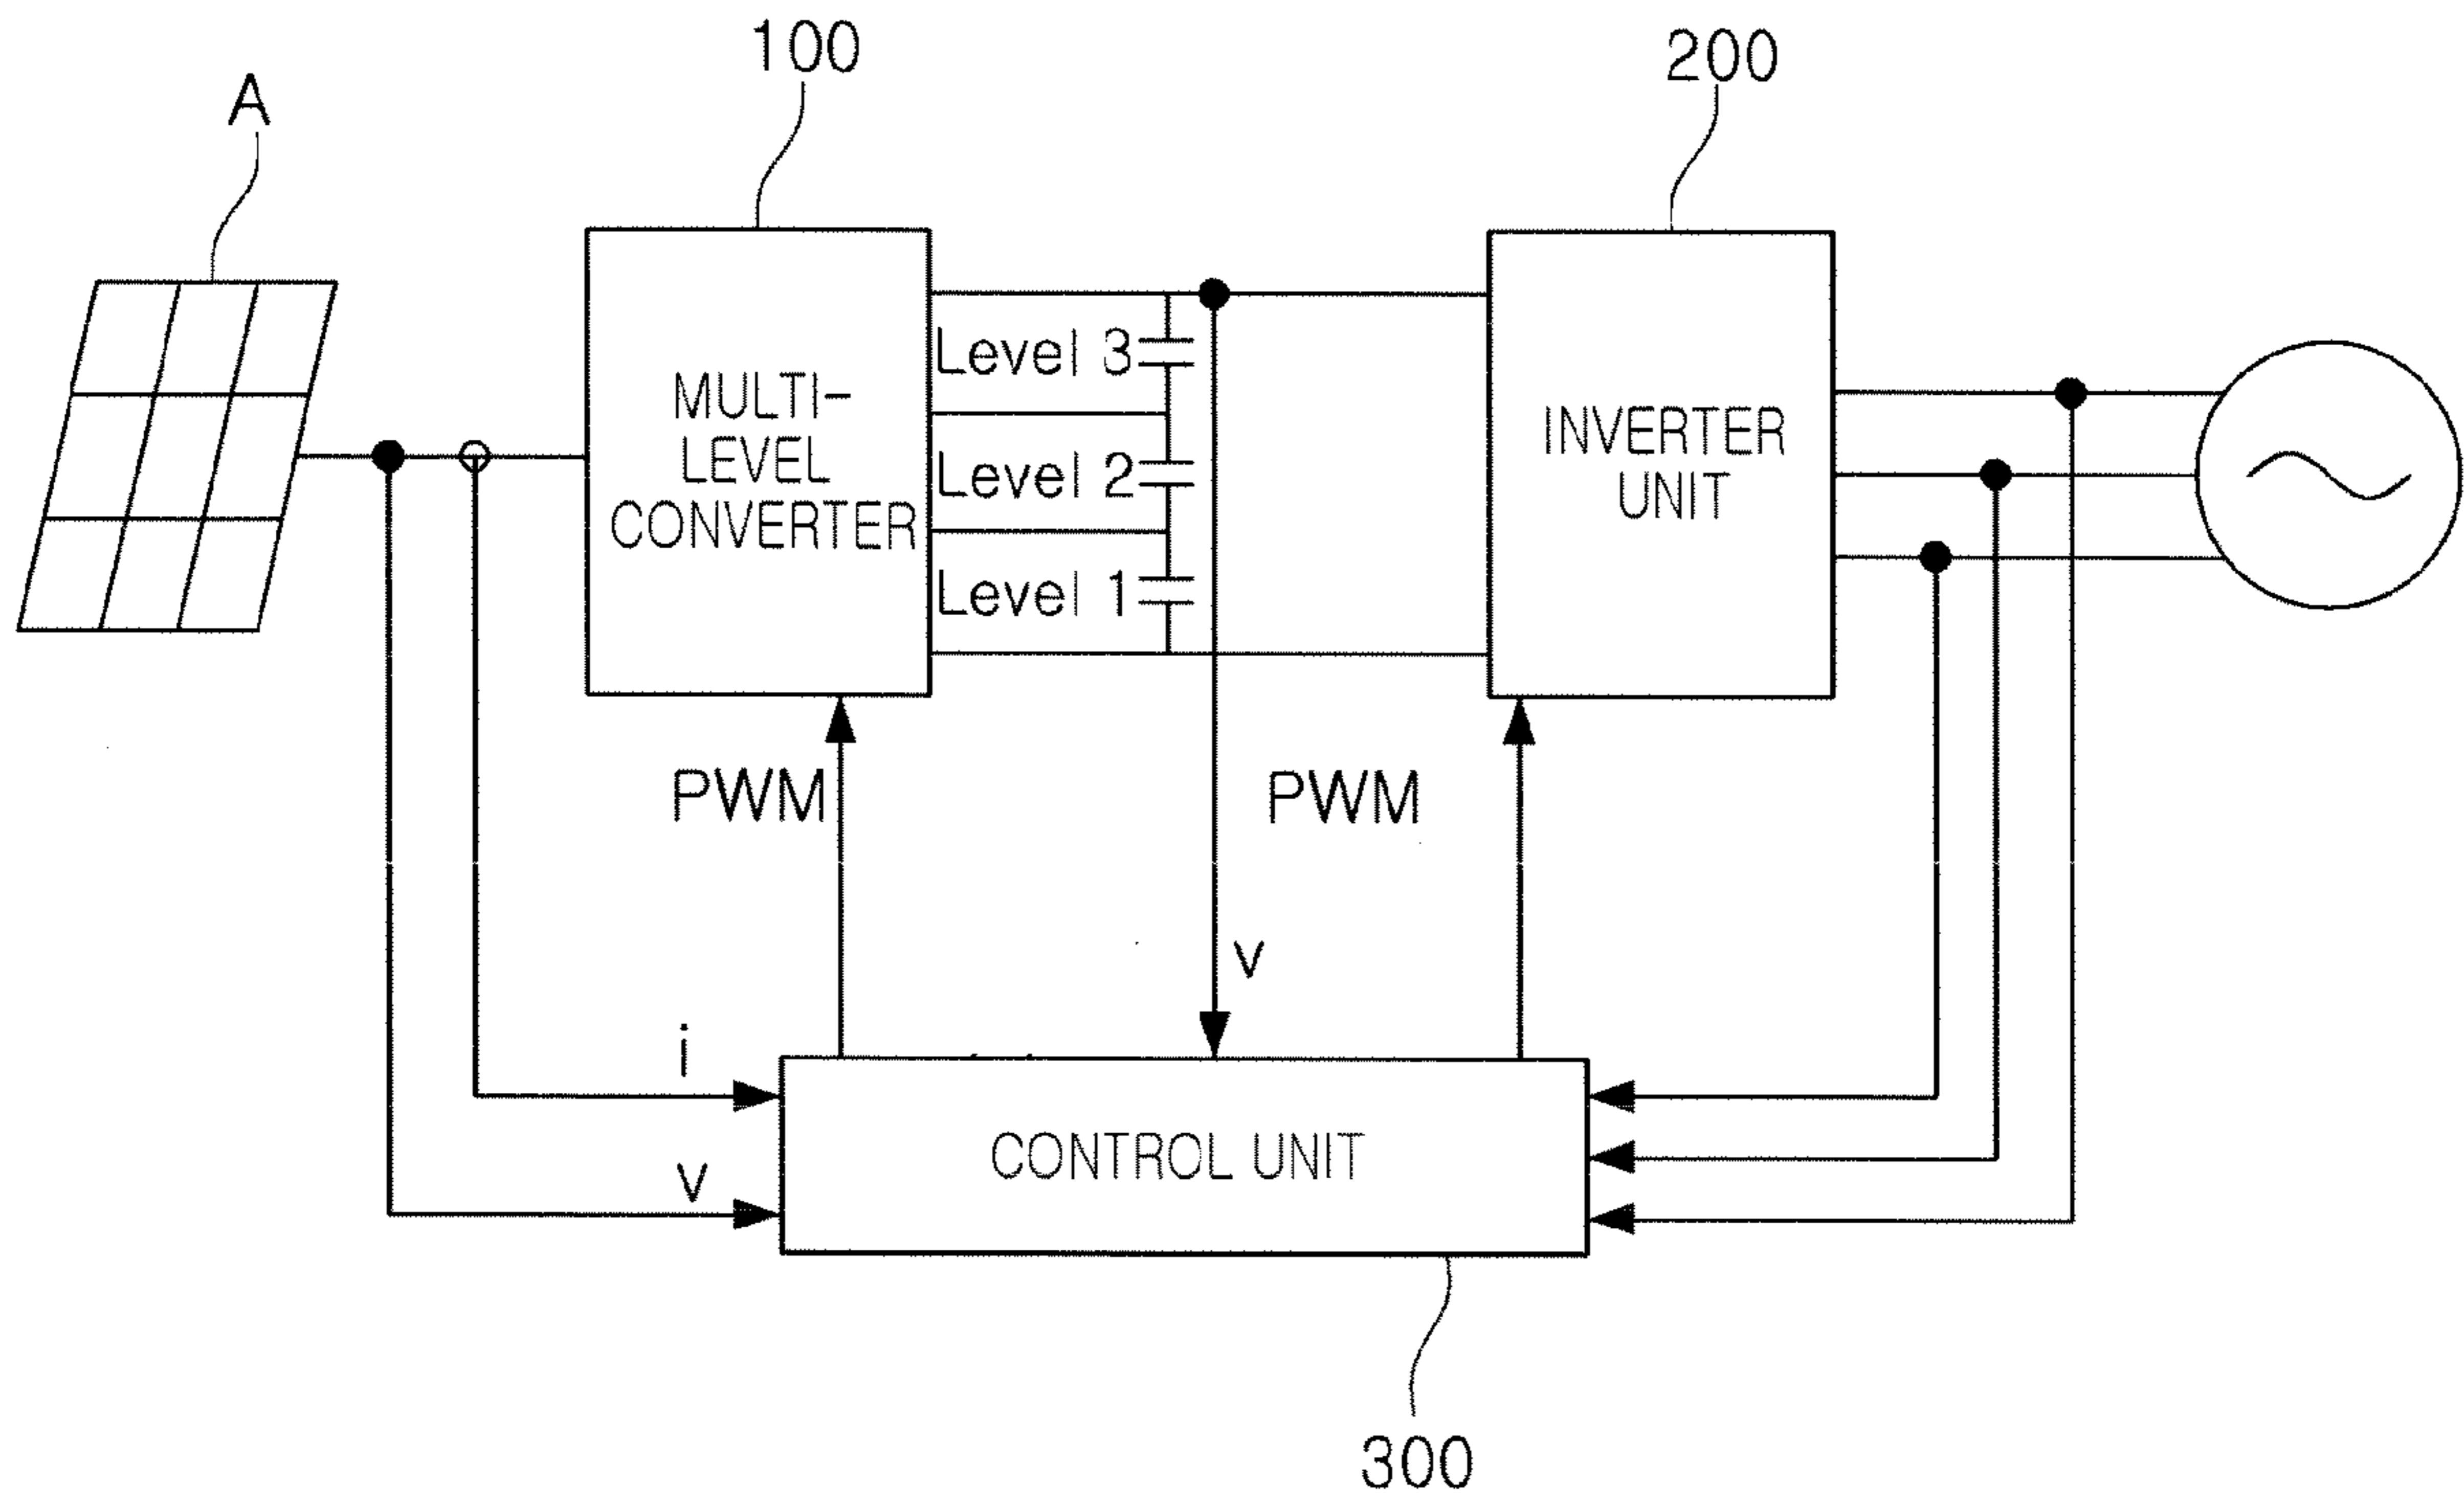 100
200
A
Level 3
MULTI-
LEVEL
CONVERTER
Level 2
Level 1
INVERTER
UNIT
PWM
PWM
v
i
v
CONTROL UNIT
300